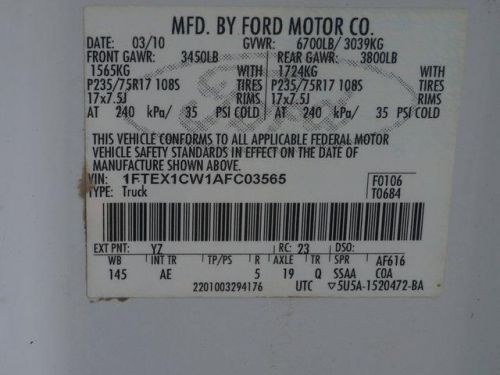 MFD. BY FORD MOTOR CO.
DATE: 03/10 GVWR: 6700LB/ 3039KG
FRONT GAWR: 3450LB REAR GAWR: 3800LB
1565KG WITH 1724KG WITH
P235/75R17 108S TIRES P235/75R17 108S TIRES
17x7.5J RIMS 17x7.5J RIMS
AT 240 kPa/ 35 PSI COLD AT 240 kPa/ 35 PSI COLD
THIS VEHICLE CONFORMS TO ALL APPLICABLE FEDERAL MOTOR
VEHICLE SAFETY STANDARDS IN EFFECT ON THE DATE OF
MANUFACTURE SHOWN ABOVE.
VIN: 1FTEX1CW1AFC03565 F0106
TYPE: Truck T0684
EXT PNT: YZ RC: 23 DSO:
WB INT TR TP/PS R AXLE TR SPR AF616
145 AE 5 19 Q SSAA COA
2201003294176 UTC ▽5U5A-1520472-BA
Ford